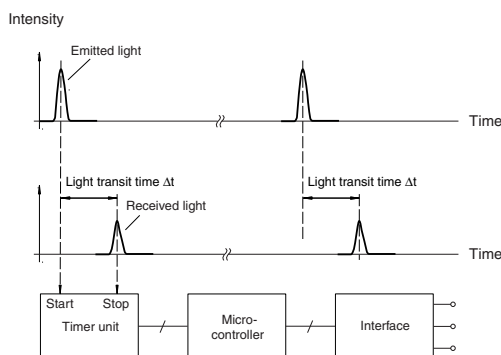 Intensity
Emitted light
Time
Light transit time Δt
Light transit time Δt
Received light
Time
Start
Stop
Timer unit
Micro-
controller
Interface